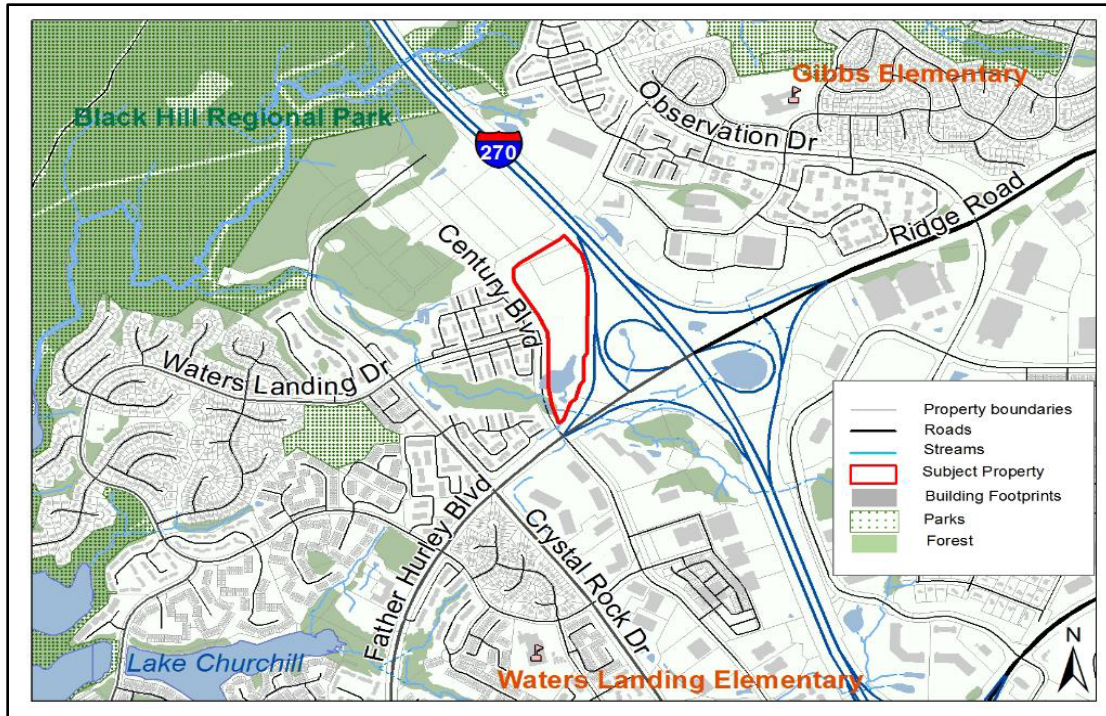 Gibbs Elementary
Black Hill Regional Park
Observation Dr
270
Ridge Road
Century Blvd
Waters Landing Dr
Property boundaries
Roads
Streams
Subject Property
Building Footprints
Parks
Forest
Father Hurley Blvd
Crystal Rock Dr
N
Lake Churchill
Waters Landing Elementary